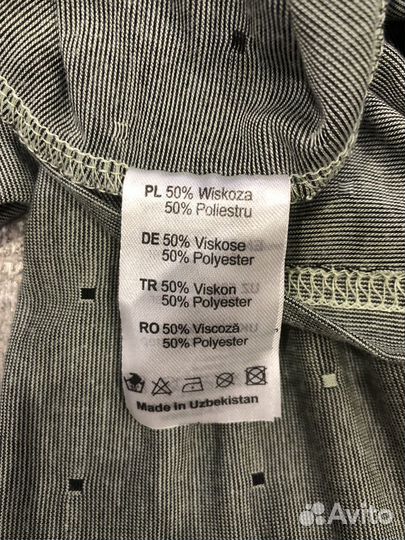 PL 50% Wiskoza
50% Poliestru
DE 50% Viskose
50% Polyester
TR 50% Viskon
50% Polyester
RO 50% Viscoză
50% Polyester
Made in Uzbekistan
Avito